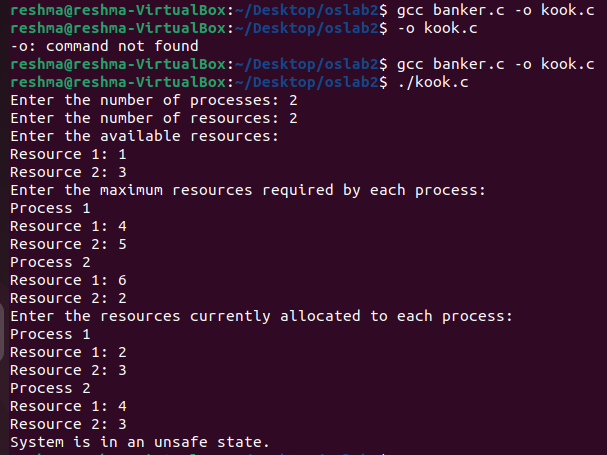 reshma@reshma-VirtualBox:~/Desktop/oslab2$ gcc banker.c -o kook.c
reshma@reshma-VirtualBox:~/Desktop/oslab2$ -o kook.c
-o: command not found
reshma@reshma-VirtualBox:~/Desktop/oslab2$ gcc banker.c -o kook.c
reshma@reshma-VirtualBox:~/Desktop/oslab2$ ./kook.c
Enter the number of processes: 2
Enter the number of resources: 2
Enter the available resources:
Resource 1: 1
Resource 2: 3
Enter the maximum resources required by each process:
Process 1
Resource 1: 4
Resource 2: 5
Process 2
Resource 1: 6
Resource 2: 2
Enter the resources currently allocated to each process:
Process 1
Resource 1: 2
Resource 2: 3
Process 2
Resource 1: 4
Resource 2: 3
System is in an unsafe state.